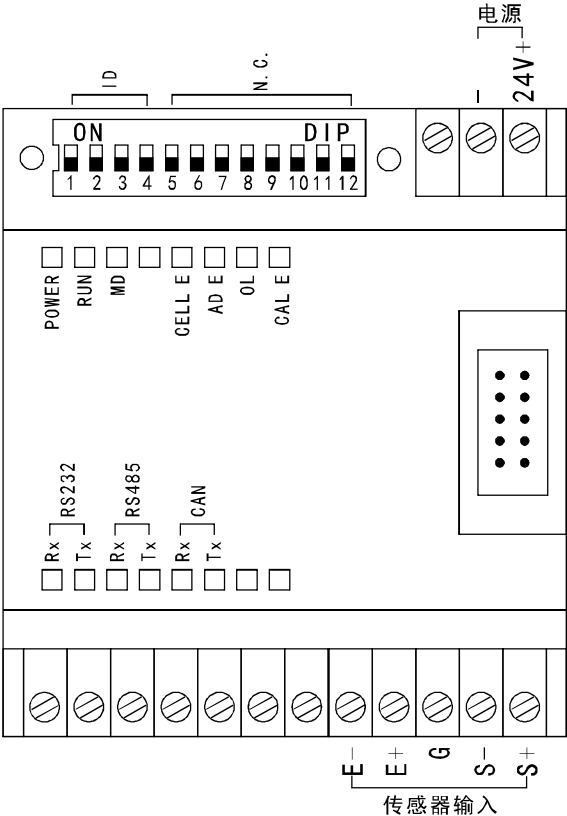 电源
ID
N.C.
-
24V+
ON
DIP
1 2 3 4 5 6 7 8 9 10 11 12
POWER
RUN
MD
CELL E
AD E
OL
CAL E
RS232
RS485
CAN
Rx
Tx
Rx
Tx
Rx
Tx
E-
E+
G
S-
S+
传感器输入